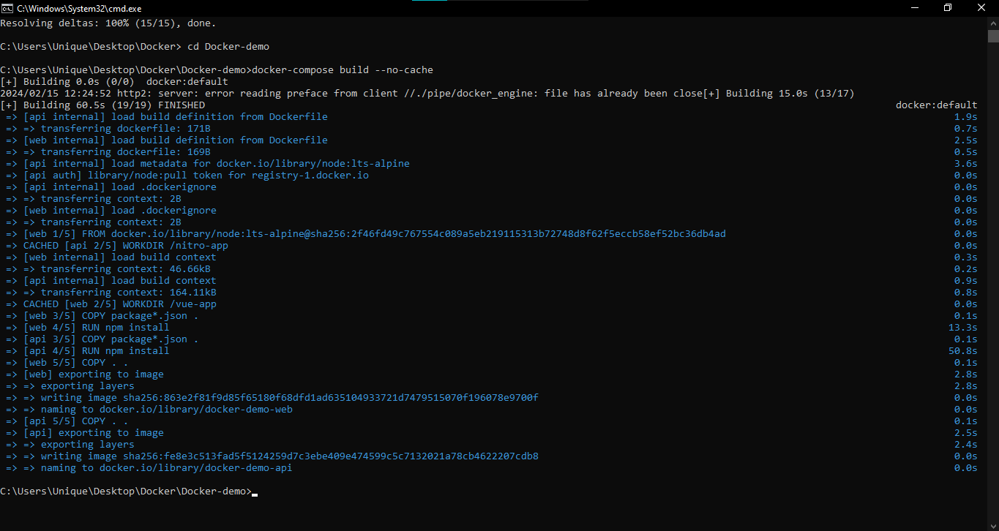 C:\Windows\System32\cmd.exe
Resolving deltas: 100% (15/15), done.
C:\Users\Unique\Desktop\Docker> cd Docker-demo
C:\Users\Unique\Desktop\Docker\Docker-demo>docker-compose build --no-cache
[+] Building 0.0s (0/0)  docker:default
2024/02/15 12:24:52 http2: server: error reading preface from client //./pipe/docker_engine: file has already been close[+] Building 15.0s (13/17)
[+] Building 60.5s (19/19) FINISHED docker:default
=> [api internal] load build definition from Dockerfile 1.9s
=> => transferring dockerfile: 171B 0.7s
=> [web internal] load build definition from Dockerfile 2.5s
=> => transferring dockerfile: 169B 0.5s
=> [api internal] load metadata for docker.io/library/node:lts-alpine 3.6s
=> [api auth] library/node:pull token for registry-1.docker.io 0.0s
=> [api internal] load .dockerignore 0.0s
=> => transferring context: 2B 0.0s
=> [web internal] load .dockerignore 0.0s
=> => transferring context: 2B 0.0s
=> [web 1/5] FROM docker.io/library/node:lts-alpine@sha256:2f46fd49c767554c089a5eb219115313b72748d8f62f5eccb58ef52bc36db4ad 0.0s
=> CACHED [api 2/5] WORKDIR /nitro-app 0.0s
=> [web internal] load build context 0.3s
=> => transferring context: 46.66kB 0.2s
=> [api internal] load build context 0.9s
=> => transferring context: 164.11kB 0.8s
=> CACHED [web 2/5] WORKDIR /vue-app 0.0s
=> [web 3/5] COPY package*.json . 0.1s
=> [web 4/5] RUN npm install 13.3s
=> [api 3/5] COPY package*.json . 0.1s
=> [api 4/5] RUN npm install 50.8s
=> [web 5/5] COPY . . 0.1s
=> [web] exporting to image 2.8s
=> => exporting layers 2.8s
=> => writing image sha256:863e2f81f9d85f65180f68dfd1ad635104933721d7479515070f196078e9700f 0.0s
=> => naming to docker.io/library/docker-demo-web 0.0s
=> [api 5/5] COPY . . 0.1s
=> [api] exporting to image 2.5s
=> => exporting layers 2.4s
=> => writing image sha256:fe8e3c513fad5f5124259d7c3ebe409e474599c5c7132021a78cb4622207cdb8 0.0s
=> => naming to docker.io/library/docker-demo-api 0.0s
C:\Users\Unique\Desktop\Docker\Docker-demo>